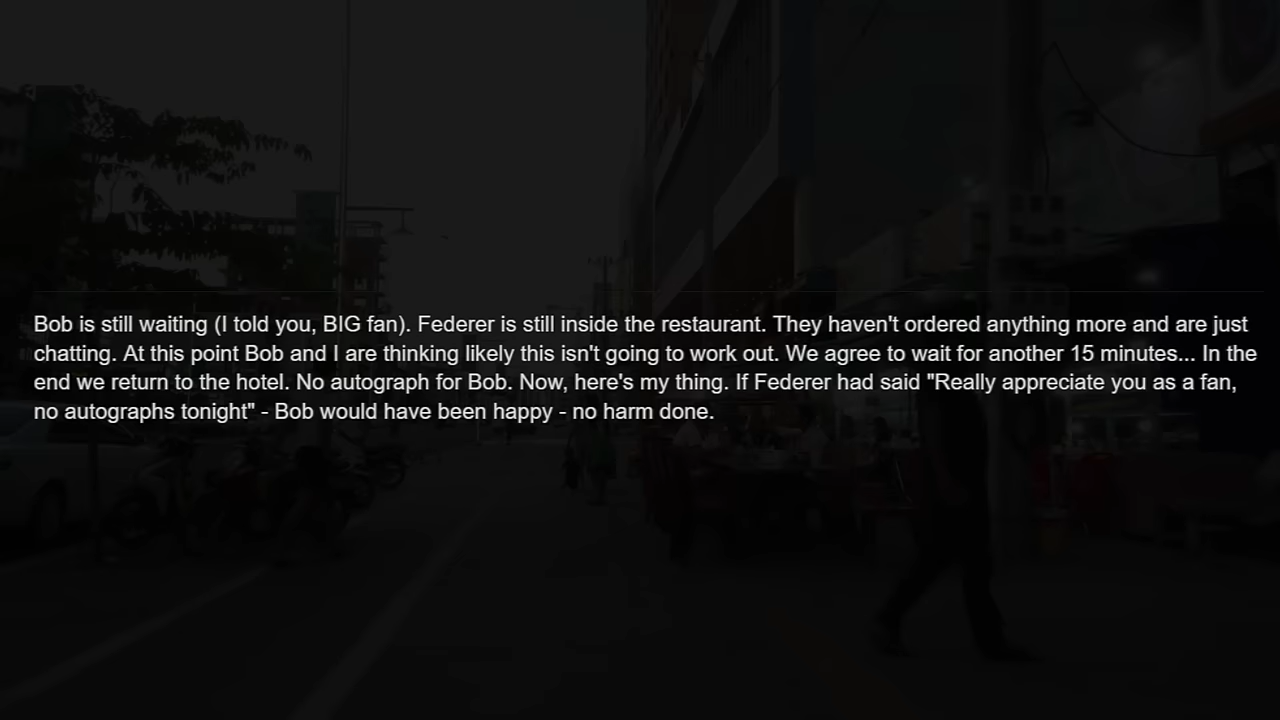 Bob is still waiting (I told you, BIG fan). Federer is still inside the restaurant. They haven't ordered anything more and are just
chatting. At this point Bob and I are thinking likely this isn't going to work out. We agree to wait for another 15 minutes... In the
end we return to the hotel. No autograph for Bob. Now, here's my thing. If Federer had said "Really appreciate you as a fan,
no autographs tonight" - Bob would have been happy - no harm done.